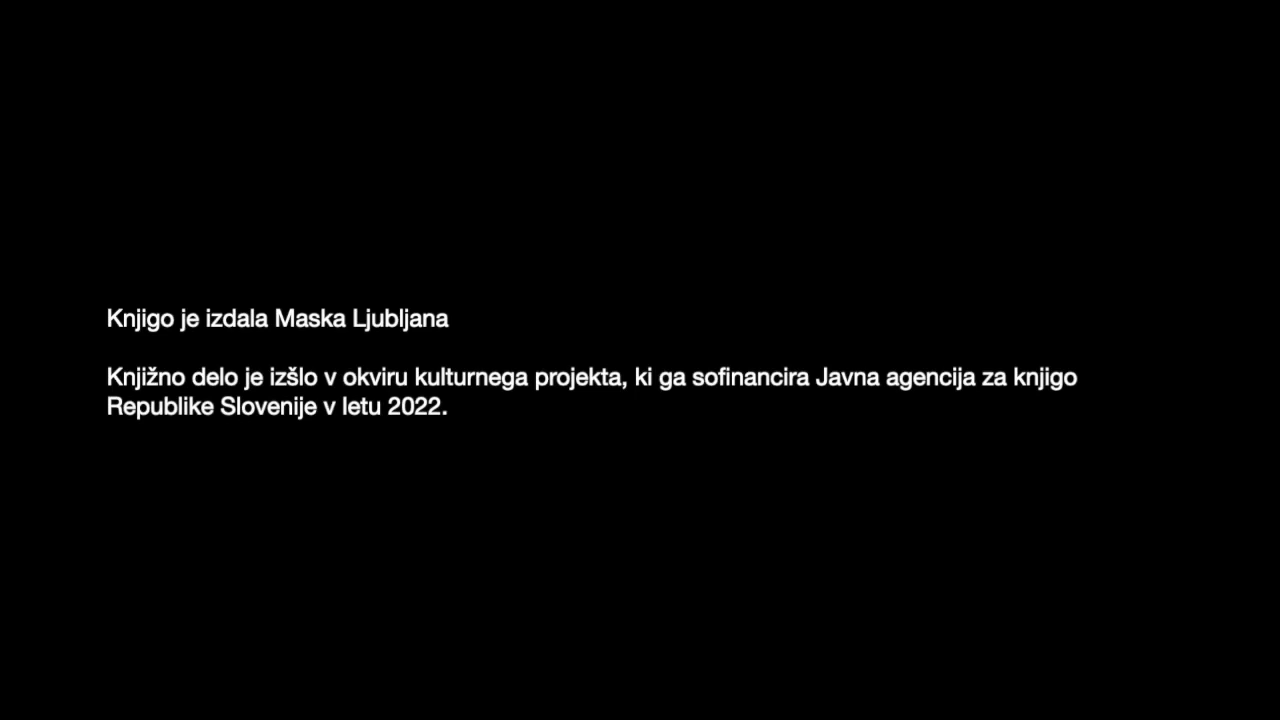 Knjigo je izdala Maska Ljubljana
Knjižno delo je izšlo v okviru kulturnega projekta, ki ga sofinancira Javna agencija za knjigo
Republike Slovenije v letu 2022.